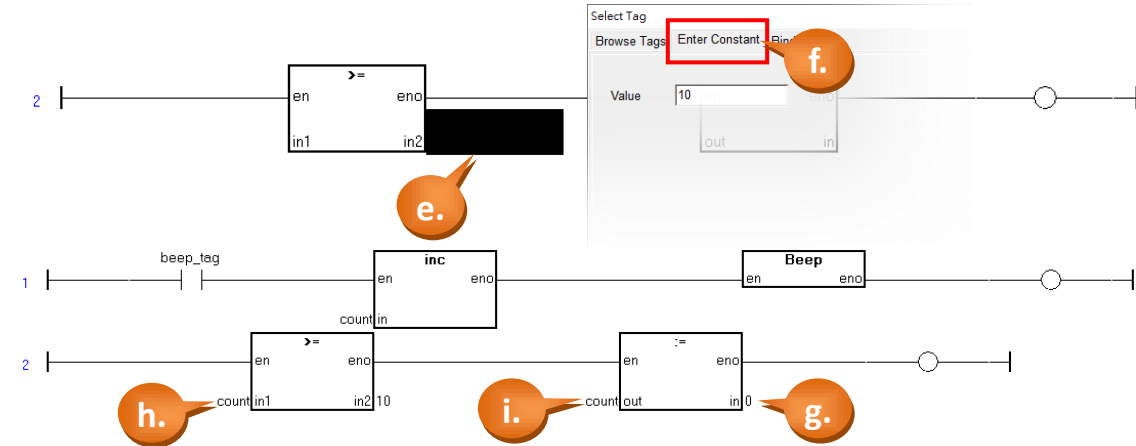 Select Tag
Browse Tags Enter Constant Bind
f.
>=
2 en eno eno
Value 10
in1 in2 out in
e.
beep_tag inc Beep
1 en eno en eno
count in
>= :=
2 en eno en eno
h. count in1 in2 10 i. count out in 0 g.